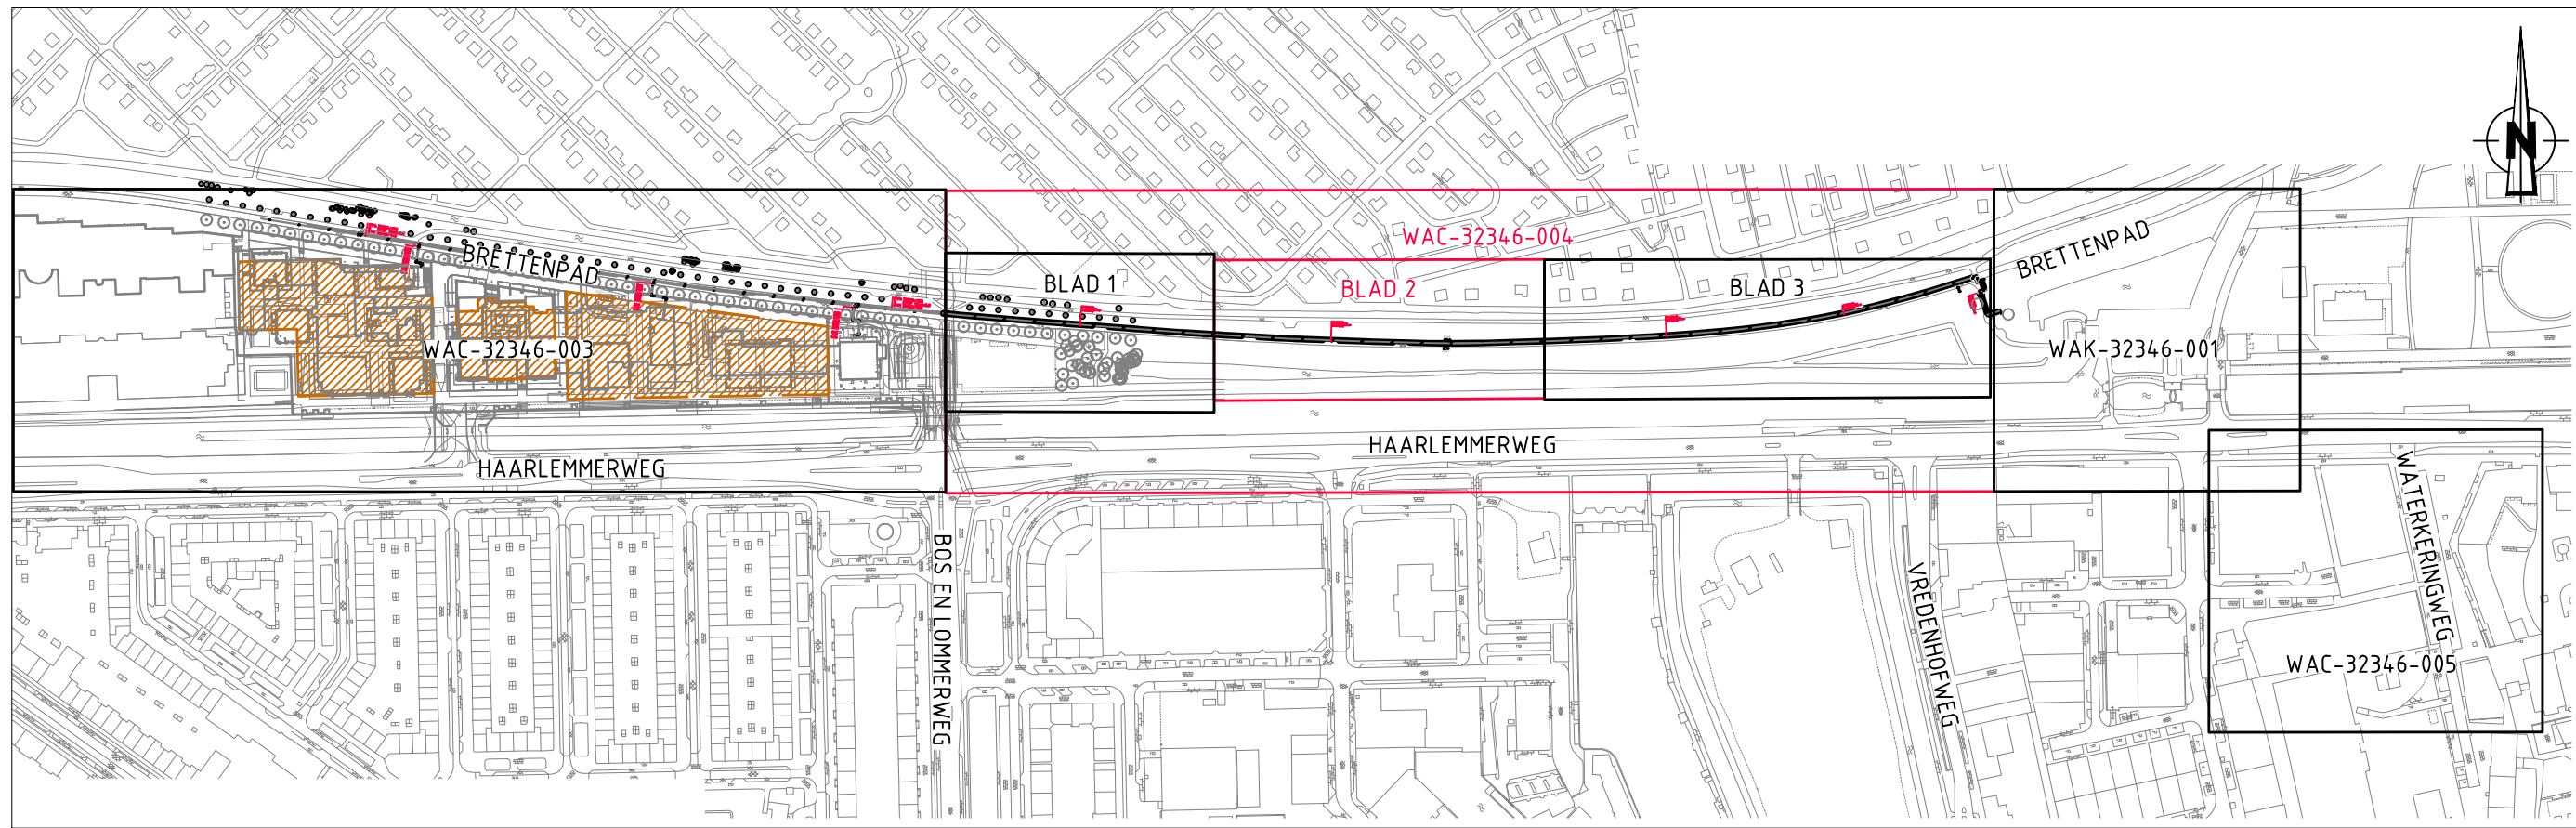 N
WAC-32346-004
BRETTENPAD
BRETTENPAD
BLAD 1
BLAD 2
BLAD 3
WAC-32346-003
WAK-32346-001
HAARLEMMERWEG
HAARLEMMERWEG
BOS EN LOMMERWEG
VREDENHOFWEG
WATERKERINGWEG
WAC-32346-005